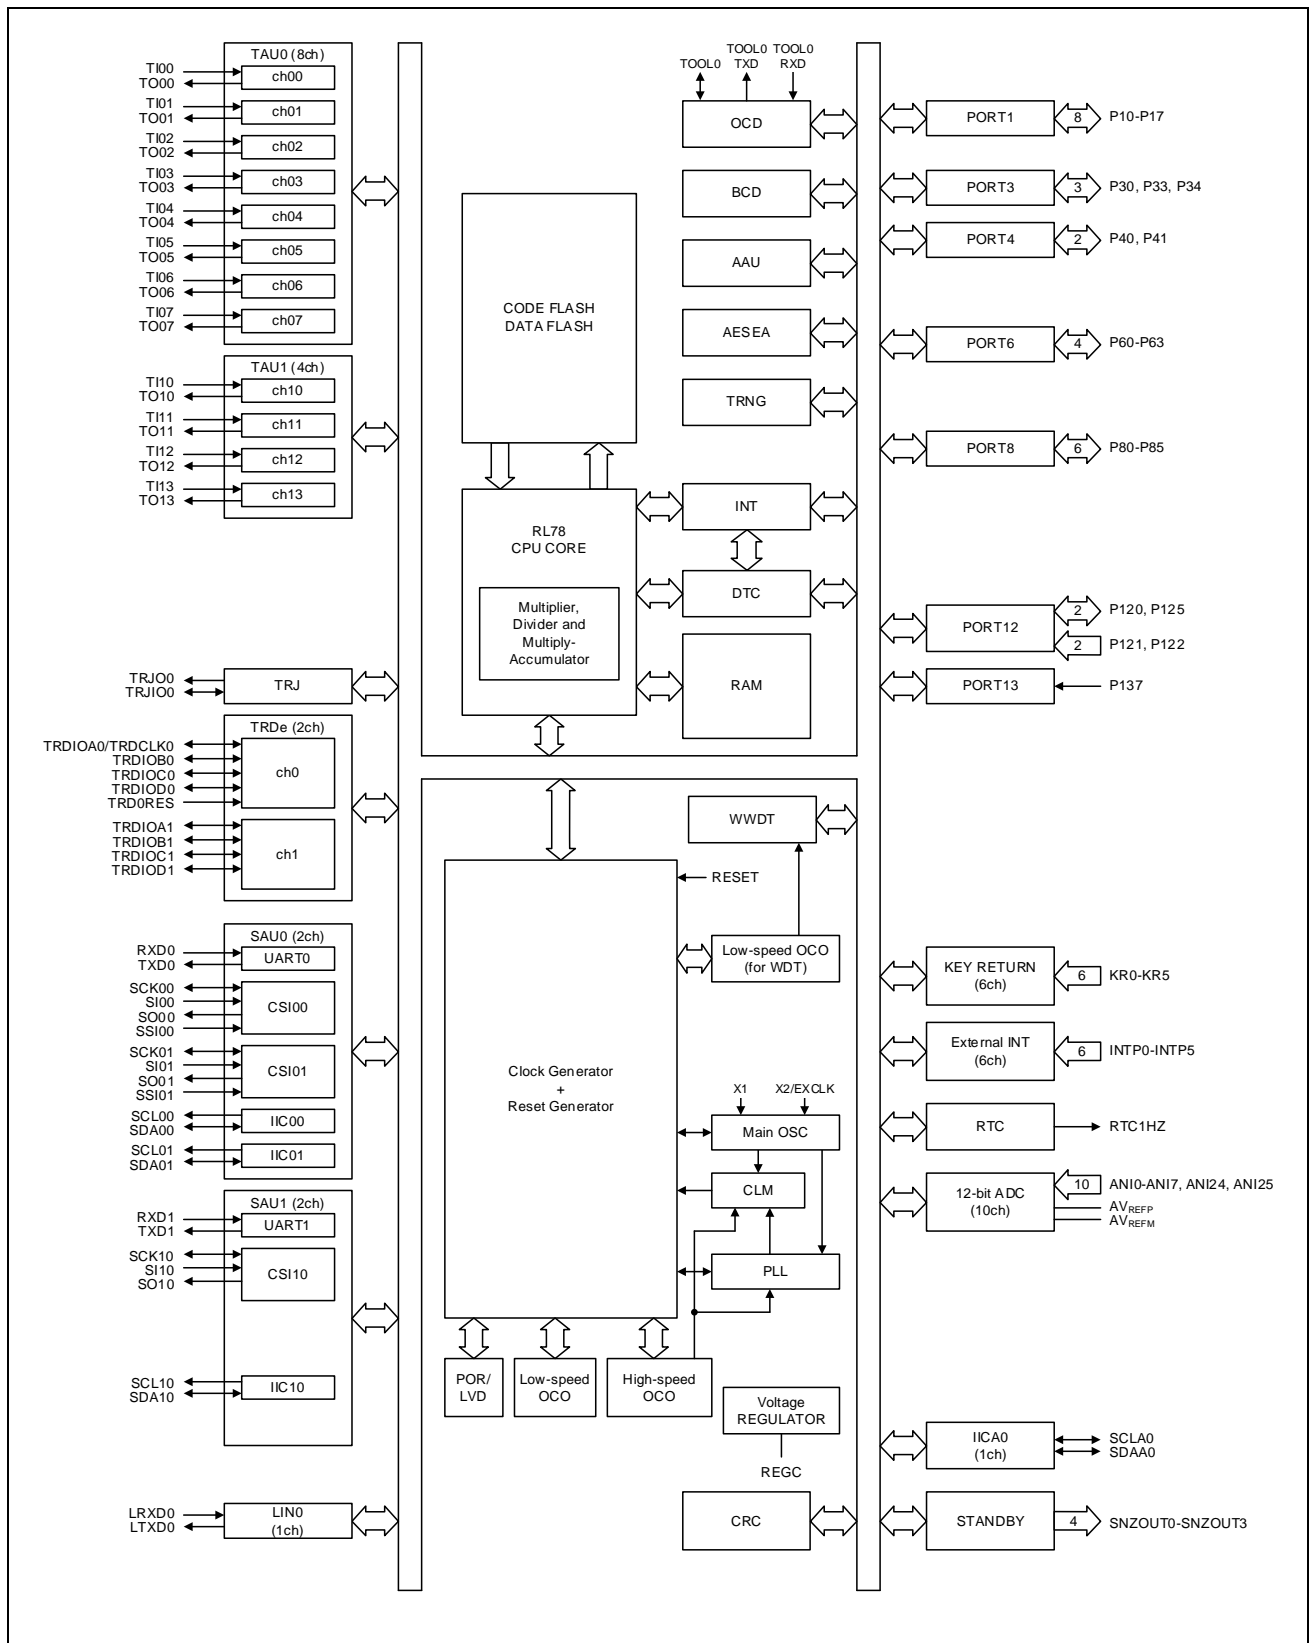 TAU0 (8ch)
TI00
TO00
ch00
TI01
TO01
ch01
TI02
TO02
ch02
TI03
TO03
ch03
TI04
TO04
ch04
TI05
TO05
ch05
TI06
TO06
ch06
TI07
TO07
ch07
TAU1 (4ch)
TI10
TO10
ch10
TI11
TO11
ch11
TI12
TO12
ch12
TI13
TO13
ch13
TRJO0
TRJIO0
TRJ
TRDe (2ch)
TRDIOA0/TRDCLK0
TRDIOB0
TRDIOC0
TRDIOD0
TRD0RES
ch0
TRDIOA1
TRDIOB1
TRDIOC1
TRDIOD1
ch1
SAU0 (2ch)
RXD0
TXD0
UART0
SCK00
SI00
SO00
SSI00
CSI00
SCK01
SI01
SO01
SSI01
CSI01
SCL00
SDA00
IIC00
SCL01
SDA01
IIC01
SAU1 (2ch)
RXD1
TXD1
UART1
SCK10
SI10
SO10
CSI10
SCL10
SDA10
IIC10
LRXD0
LTXD0
LIN0
(1ch)
CODE FLASH
DATA FLASH
RL78
CPU CORE
Multiplier,
Divider and
Multiply-
Accumulator
TOOL0
TOOL0
TXD
TOOL0
RXD
OCD
BCD
AAU
AESEA
TRNG
INT
DTC
RAM
WWDT
RESET
Low-speed OCO
(for WDT)
Clock Generator
+
Reset Generator
X1
X2/EXCLK
Main OSC
CLM
PLL
POR/
LVD
Low-speed
OCO
High-speed
OCO
Voltage
REGULATOR
REGC
CRC
PORT1
8
P10-P17
PORT3
3
P30, P33, P34
PORT4
2
P40, P41
PORT6
4
P60-P63
PORT8
6
P80-P85
PORT12
2
P120, P125
2
P121, P122
PORT13
P137
KEY RETURN
(6ch)
6
KR0-KR5
External INT
(6ch)
6
INTP0-INTP5
RTC
RTC1HZ
12-bit ADC
(10ch)
10
ANI0-ANI7, ANI24, ANI25
AVREFP
AVREFM
IICA0
(1ch)
SCLA0
SDAA0
STANDBY
4
SNZOUT0-SNZOUT3